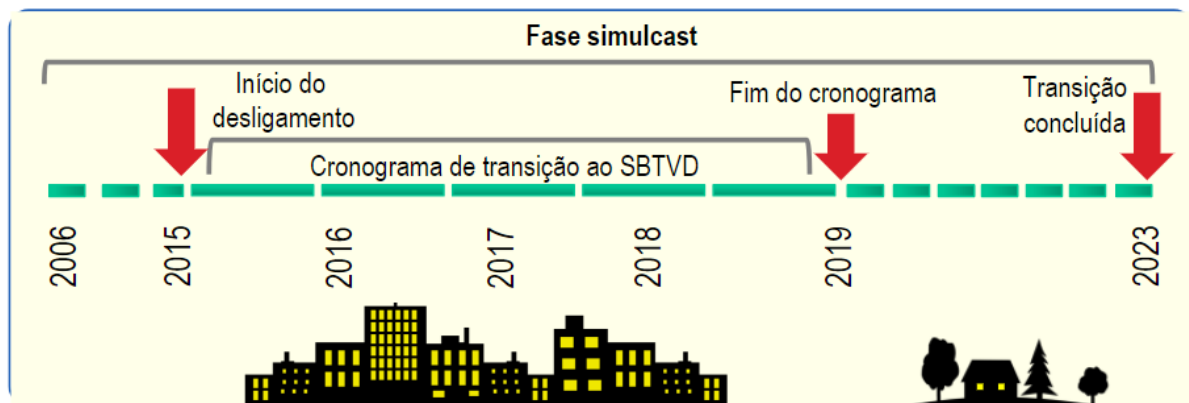 Fase simulcast
Início do
desligamento
Fim do cronograma
Transição
concluída
Cronograma de transição ao SBTVD
2006
2015
2016
2017
2018
2019
2023